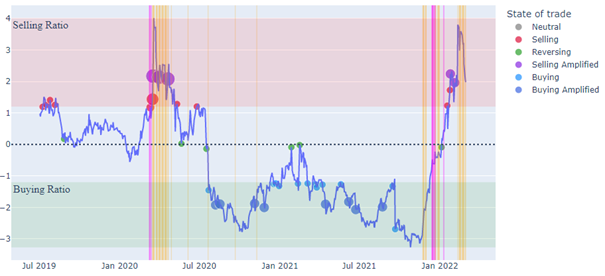 State of trade
Neutral
Selling
Reversing
Selling Amplified
Buying
Buying Amplified
4
Selling Ratio
3
2
1
0
−1
Buying Ratio
−2
−3
Jul 2019
Jan 2020
Jul 2020
Jan 2021
Jul 2021
Jan 2022